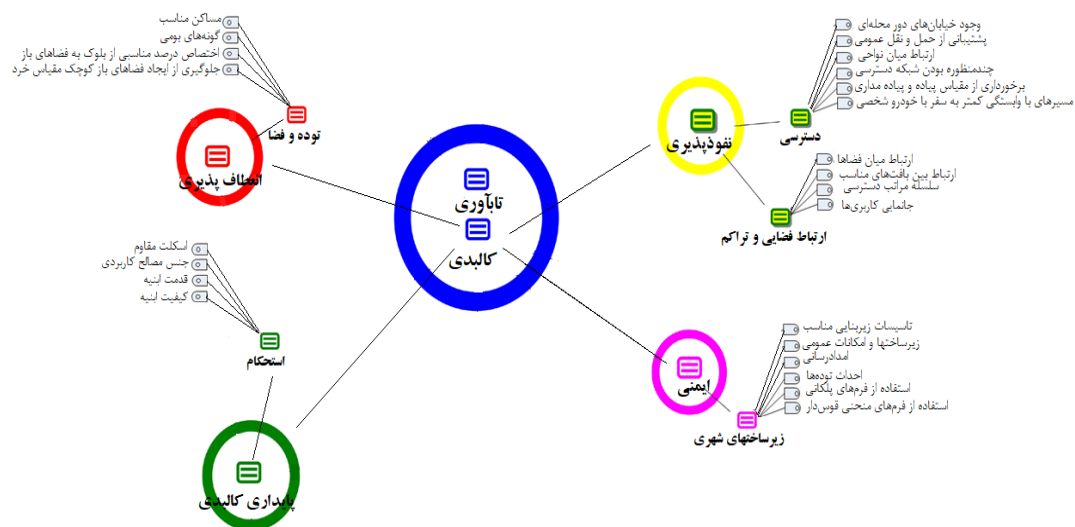 وجود خیابان‌های دور محله‌ای
پشتیبانی از حمل و نقل عمومی
ارتباط میان نواحی
چندمنظوره بودن شبکه دسترسی
برخورداری از مقیاس پیاده و پیاده مداری
مسیرهای با وابستگی کمتر به سفر با خودرو شخصی
دسترسی
نفوذپذیری
ارتباط میان فضاها
ارتباط بین بافت‌های مناسب
سلسله مراتب دسترسی
جانمایی کاربری‌ها
ارتباط فضایی و تراکم
مساکن مناسب
گونه‌های بومی
اختصاص درصد مناسبی از بلوک به فضاهای باز
جلوگیری از ایجاد فضاهای باز کوچک مقیاس خرد
توده و فضا
انعطاف پذیری
تاب‌آوری
کالبدی
تاسیسات زیربنایی مناسب
زیرساختها و امکانات عمومی
امدادرسانی
احداث توده‌ها
استفاده از فرم‌های پلکانی
استفاده از فرم‌های منحنی قوس‌دار
ایمنی
زیرساختهای شهری
اسکلت مقاوم
جنس مصالح کاربردی
قدمت ابنیه
کیفیت ابنیه
استحکام
پایداری کالبدی